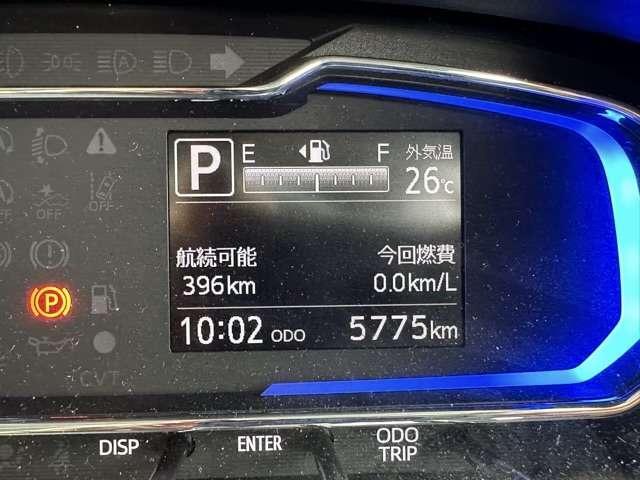 A
OFF
OFF
P
E
F
外気温
26℃
航続可能
今回燃費
396km
0.0km/L
P
10:02 ODO 5775km
CVT
DISP
ENTER
ODO
TRIP